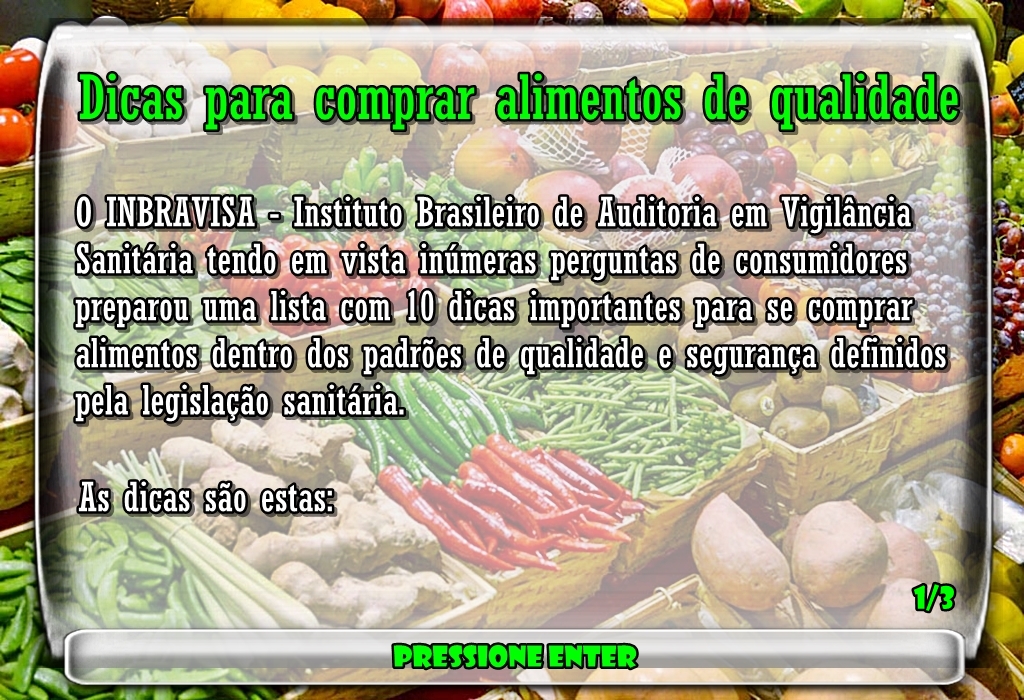 Dicas para comprar alimentos de qualidade
O INBRAVISA - Instituto Brasileiro de Auditoria em Vigilância
Sanitária tendo em vista inúmeras perguntas de consumidores
preparou uma lista com 10 dicas importantes para se comprar
alimentos dentro dos padrões de qualidade e segurança definidos
pela legislação sanitária.
As dicas são estas:
1/3
PRESSIONE ENTER